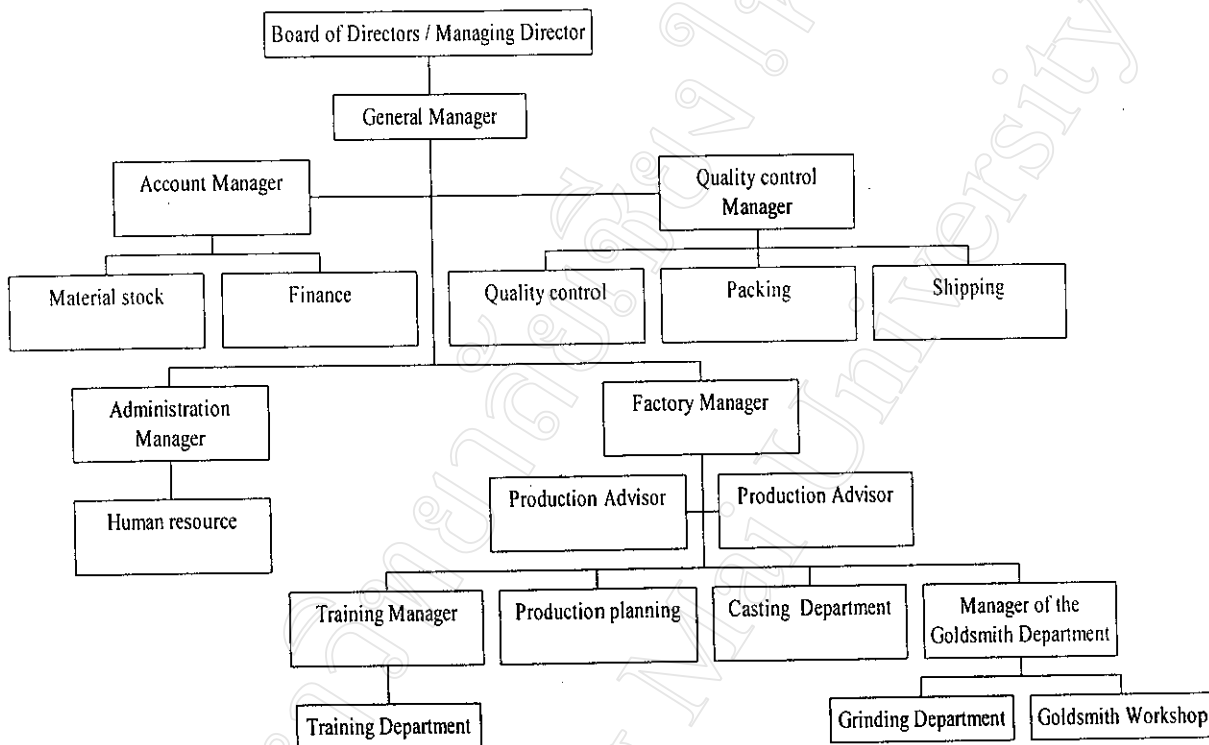 Board of Directors / Managing Director
General Manager
Account Manager
Quality control
Manager
Material stock
Finance
Quality control
Packing
Shipping
Administration
Manager
Factory Manager
Human resource
Production Advisor
Production Advisor
Training Manager
Production planning
Casting Department
Manager of the
Goldsmith Department
Training Department
Grinding Department
Goldsmith Workshop
Mai University